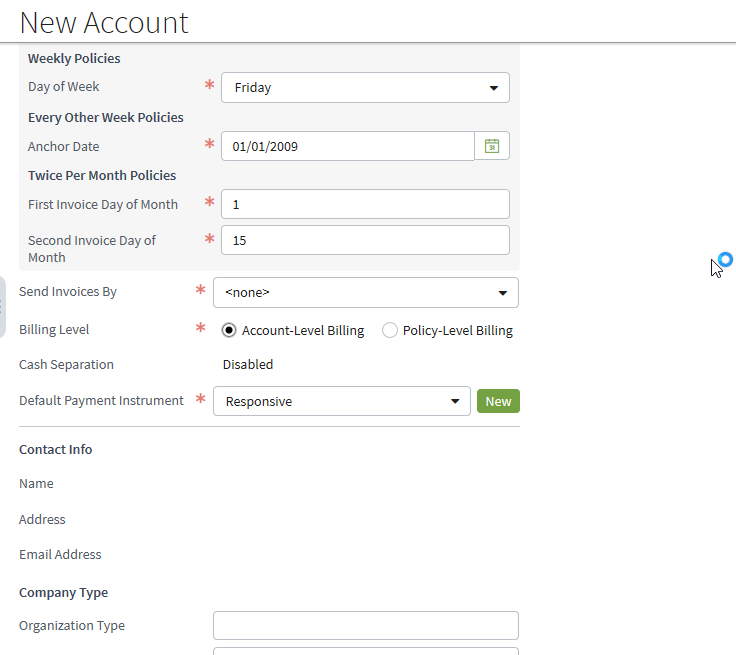 New Account
Weekly Policies
Day of Week * Friday
Every Other Week Policies
Anchor Date * 01/01/2009
31
Twice Per Month Policies
First Invoice Day of Month * 1
Second Invoice Day of Month * 15
Send Invoices By * <none>
Billing Level * Account-Level Billing Policy-Level Billing
Cash Separation Disabled
Default Payment Instrument * Responsive New
Contact Info
Name
Address
Email Address
Company Type
Organization Type